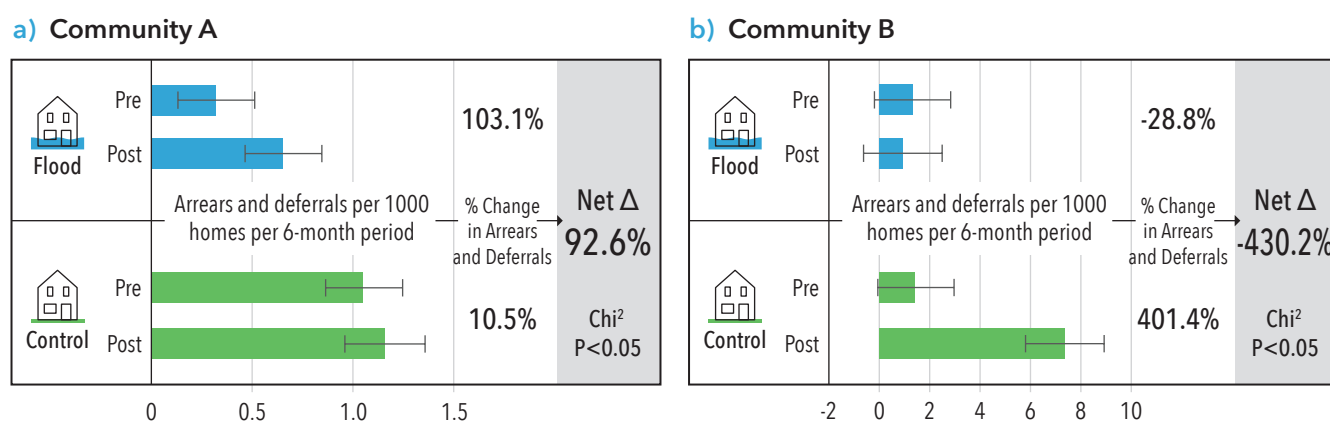 a) Community A
Pre
Post
Flood
103.1%
Arrears and deferrals per 1000
homes per 6-month period
% Change
in Arrears
and Deferrals
Net Δ
92.6%
Pre
Post
Control
10.5%
Chi²
P<0.05
0 0.5 1.0 1.5
b) Community B
Pre
Post
Flood
-28.8%
Arrears and deferrals per 1000
homes per 6-month period
% Change
in Arrears
and Deferrals
Net Δ
-430.2%
Pre
Post
Control
401.4%
Chi²
P<0.05
-2 0 2 4 6 8 10